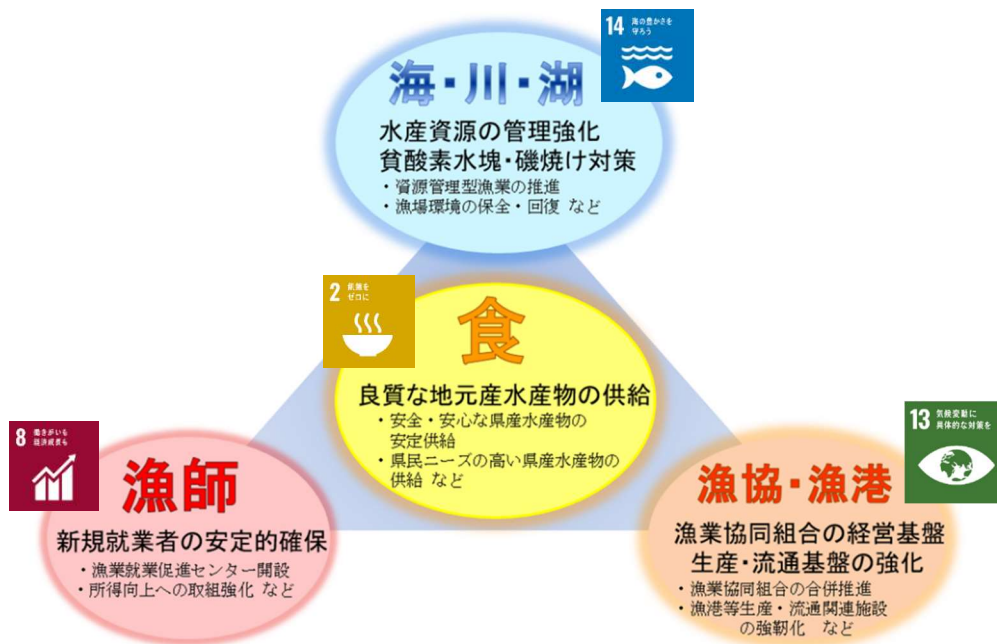 14 海の豊かさを
守ろう
海・川・湖
水産資源の管理強化
貧酸素水塊・磯焼け対策
・資源管理型漁業の推進
・漁場環境の保全・回復 など
2 飢餓を
ゼロに
食
良質な地元産水産物の供給
・安全・安心な県産水産物の
安定供給
・県民ニーズの高い県産水産物の
供給 など
8 働きがいも
経済成長も
漁師
新規就業者の安定的確保
・漁業就業促進センター開設
・所得向上への取組強化 など
13 気候変動に
具体的な対策を
漁協・漁港
漁業協同組合の経営基盤
生産・流通基盤の強化
・漁業協同組合の合併推進
・漁港等生産・流通関連施設
の強靭化 など